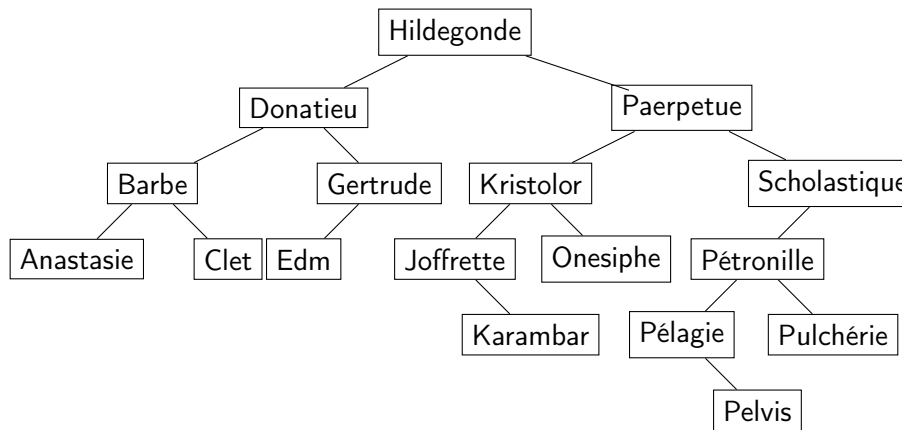 Hildegonde
Donatieu Paerpetue
Barbe Gertrude Kristolor Scholastique
Anastasie Clet Edm Joffrette Onesiphe Pétronille
Karambar Pélagie Pulchérie
Pelvis